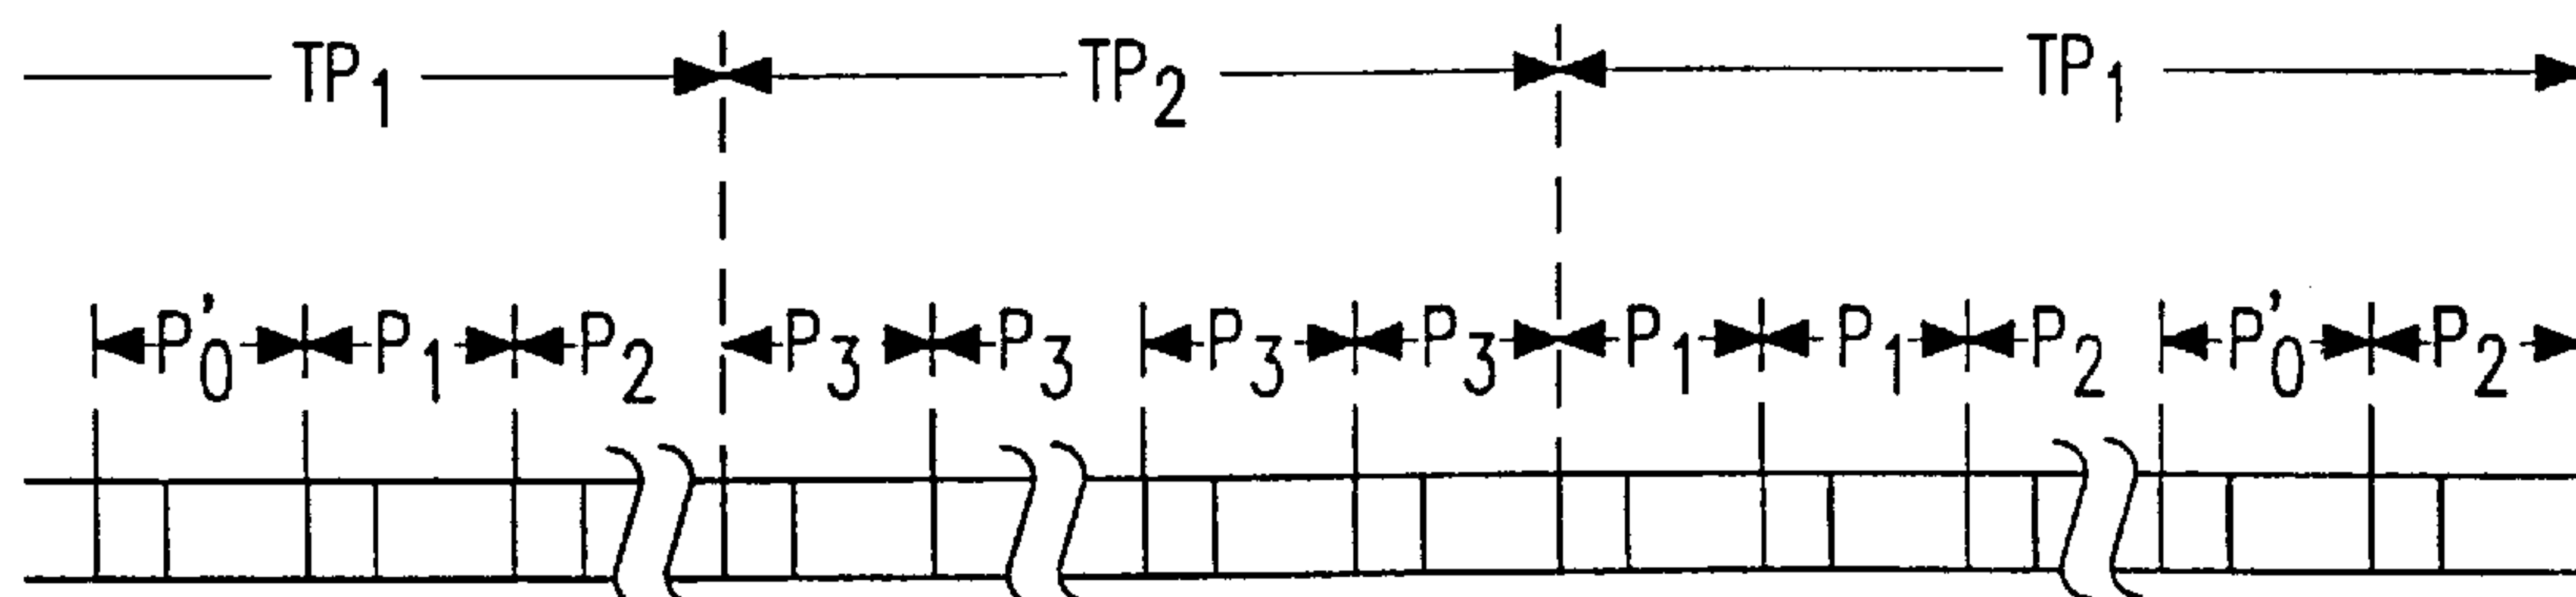 TP₁ TP₂ TP₁
P'₀ P₁ P₂ P₃ P₃ P₃ P₃ P₁ P₁ P₂ P'₀ P₂